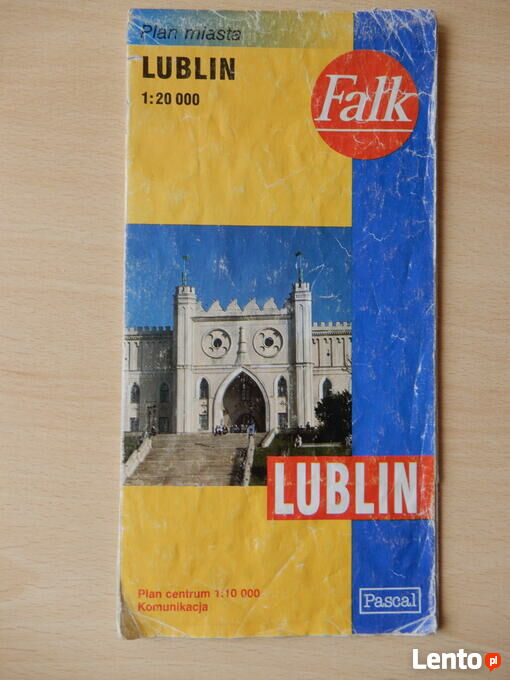 Plan miasta
LUBLIN
1:20 000
Falk
LUBLIN
Plan centrum 1:10 000
Komunikacja
Pascal
Lento.pl